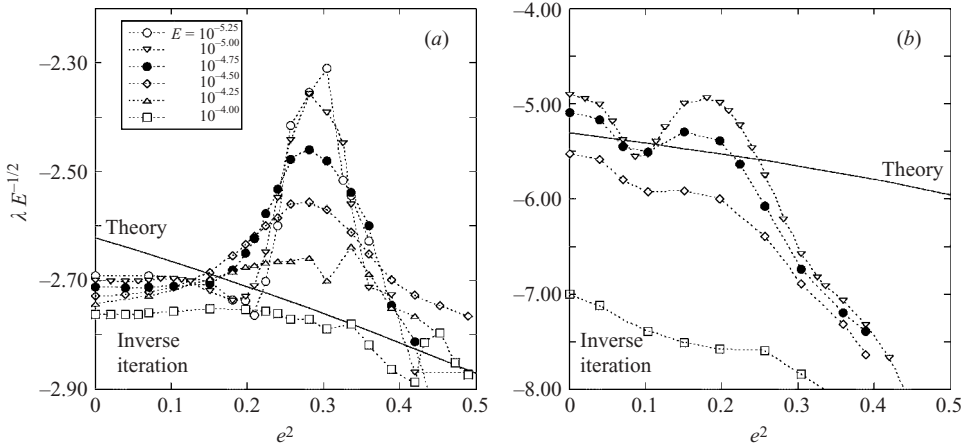 E = 10^{-5.25}
10^{-5.00}
10^{-4.75}
10^{-4.50}
10^{-4.25}
10^{-4.00}
(a)
−2.30
−2.50
−2.70
−2.90
λ E^{−1/2}
Theory
Inverse
iteration
0 0.1 0.2 0.3 0.4 0.5
e²
(b)
−4.00
−5.00
−6.00
−7.00
−8.00
Theory
Inverse
iteration
0 0.1 0.2 0.3 0.4 0.5
e²